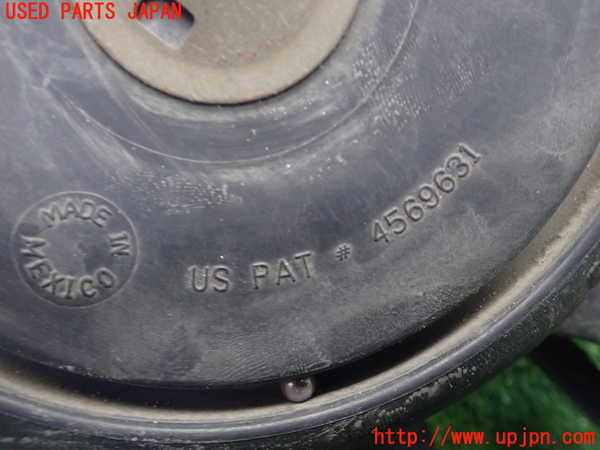 USED PARTS JAPAN
MADE IN
MEXICO
US PAT # 4569631
http://www.upjpn.com/